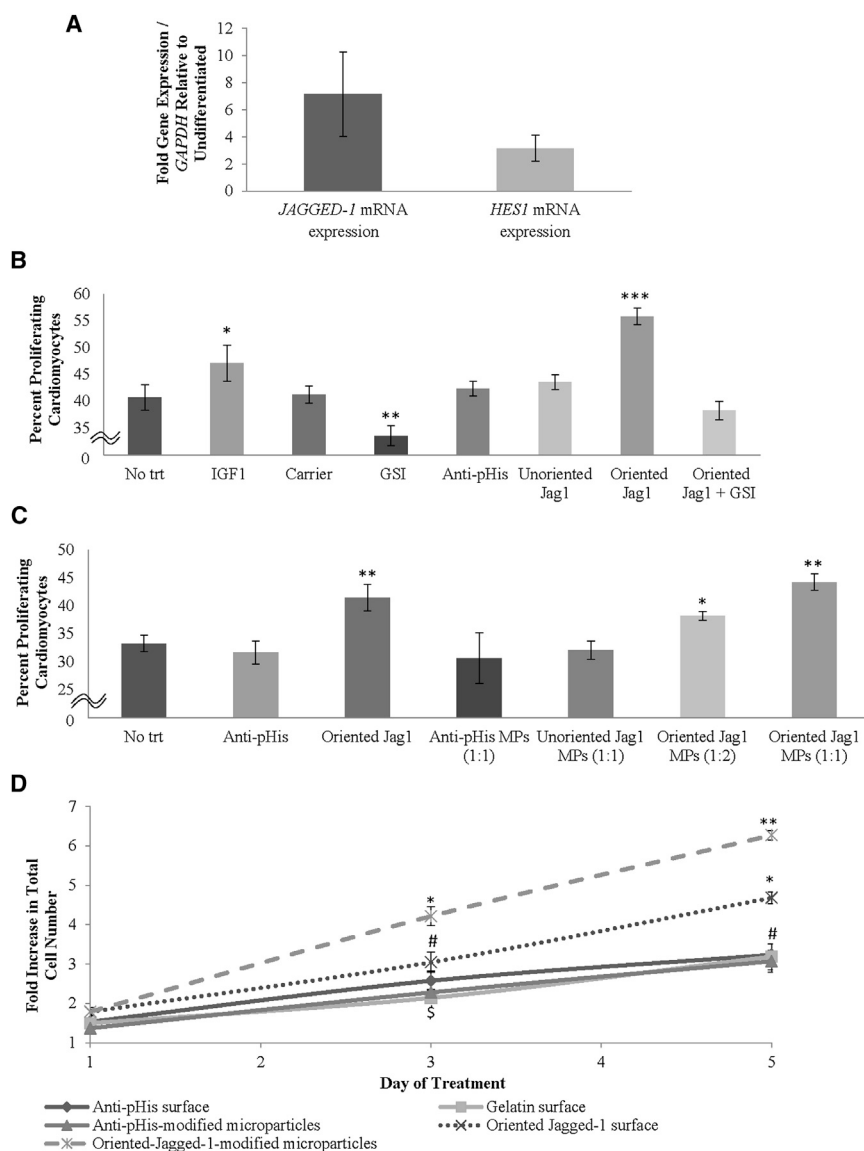 A
Fold Gene Expression /
GAPDH Relative to
Undifferentiated
12
10
8
6
4
2
0
JAGGED-1 mRNA
expression
HES1 mRNA
expression
B
Percent Proliferating
Cardiomyocytes
60
55
50
45
40
35
0
*
**
***
No trt
IGF1
Carrier
GSI
Anti-pHis
Unoriented
Jag1
Oriented
Jag1
Oriented
Jag1 + GSI
C
Percent Proliferating
Cardiomyocytes
50
45
40
35
30
25
0
**
*
**
No trt
Anti-pHis
Oriented Jag1
Anti-pHis MPs
(1:1)
Unoriented Jag1
MPs (1:1)
Oriented Jag1
MPs (1:2)
Oriented Jag1
MPs (1:1)
D
Fold Increase in Total
Cell Number
7
6
5
4
3
2
1
*
#
$
**
*
#
1
2
3
4
5
Day of Treatment
Anti-pHis surface
Gelatin surface
Anti-pHis-modified microparticles
Oriented Jagged-1 surface
Oriented-Jagged-1-modified microparticles